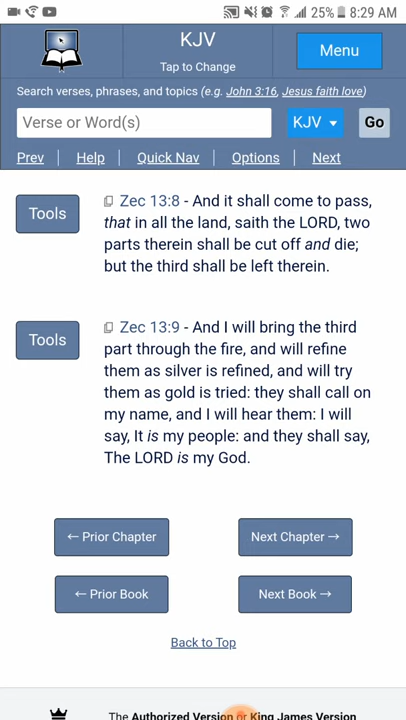 25% 8:29 AM
KJV
Tap to Change
Menu
Search verses, phrases, and topics (e.g. John 3:16, Jesus faith love)
Verse or Word(s)
KJV
Go
Prev | Help | Quick Nav | Options | Next
Tools
Zec 13:8 - And it shall come to pass,
that in all the land, saith the LORD, two
parts therein shall be cut off and die;
but the third shall be left therein.
Tools
Zec 13:9 - And I will bring the third
part through the fire, and will refine
them as silver is refined, and will try
them as gold is tried: they shall call on
my name, and I will hear them: I will
say, It is my people: and they shall say,
The LORD is my God.
← Prior Chapter
Next Chapter →
← Prior Book
Next Book →
Back to Top
The Authorized Version or King James Version